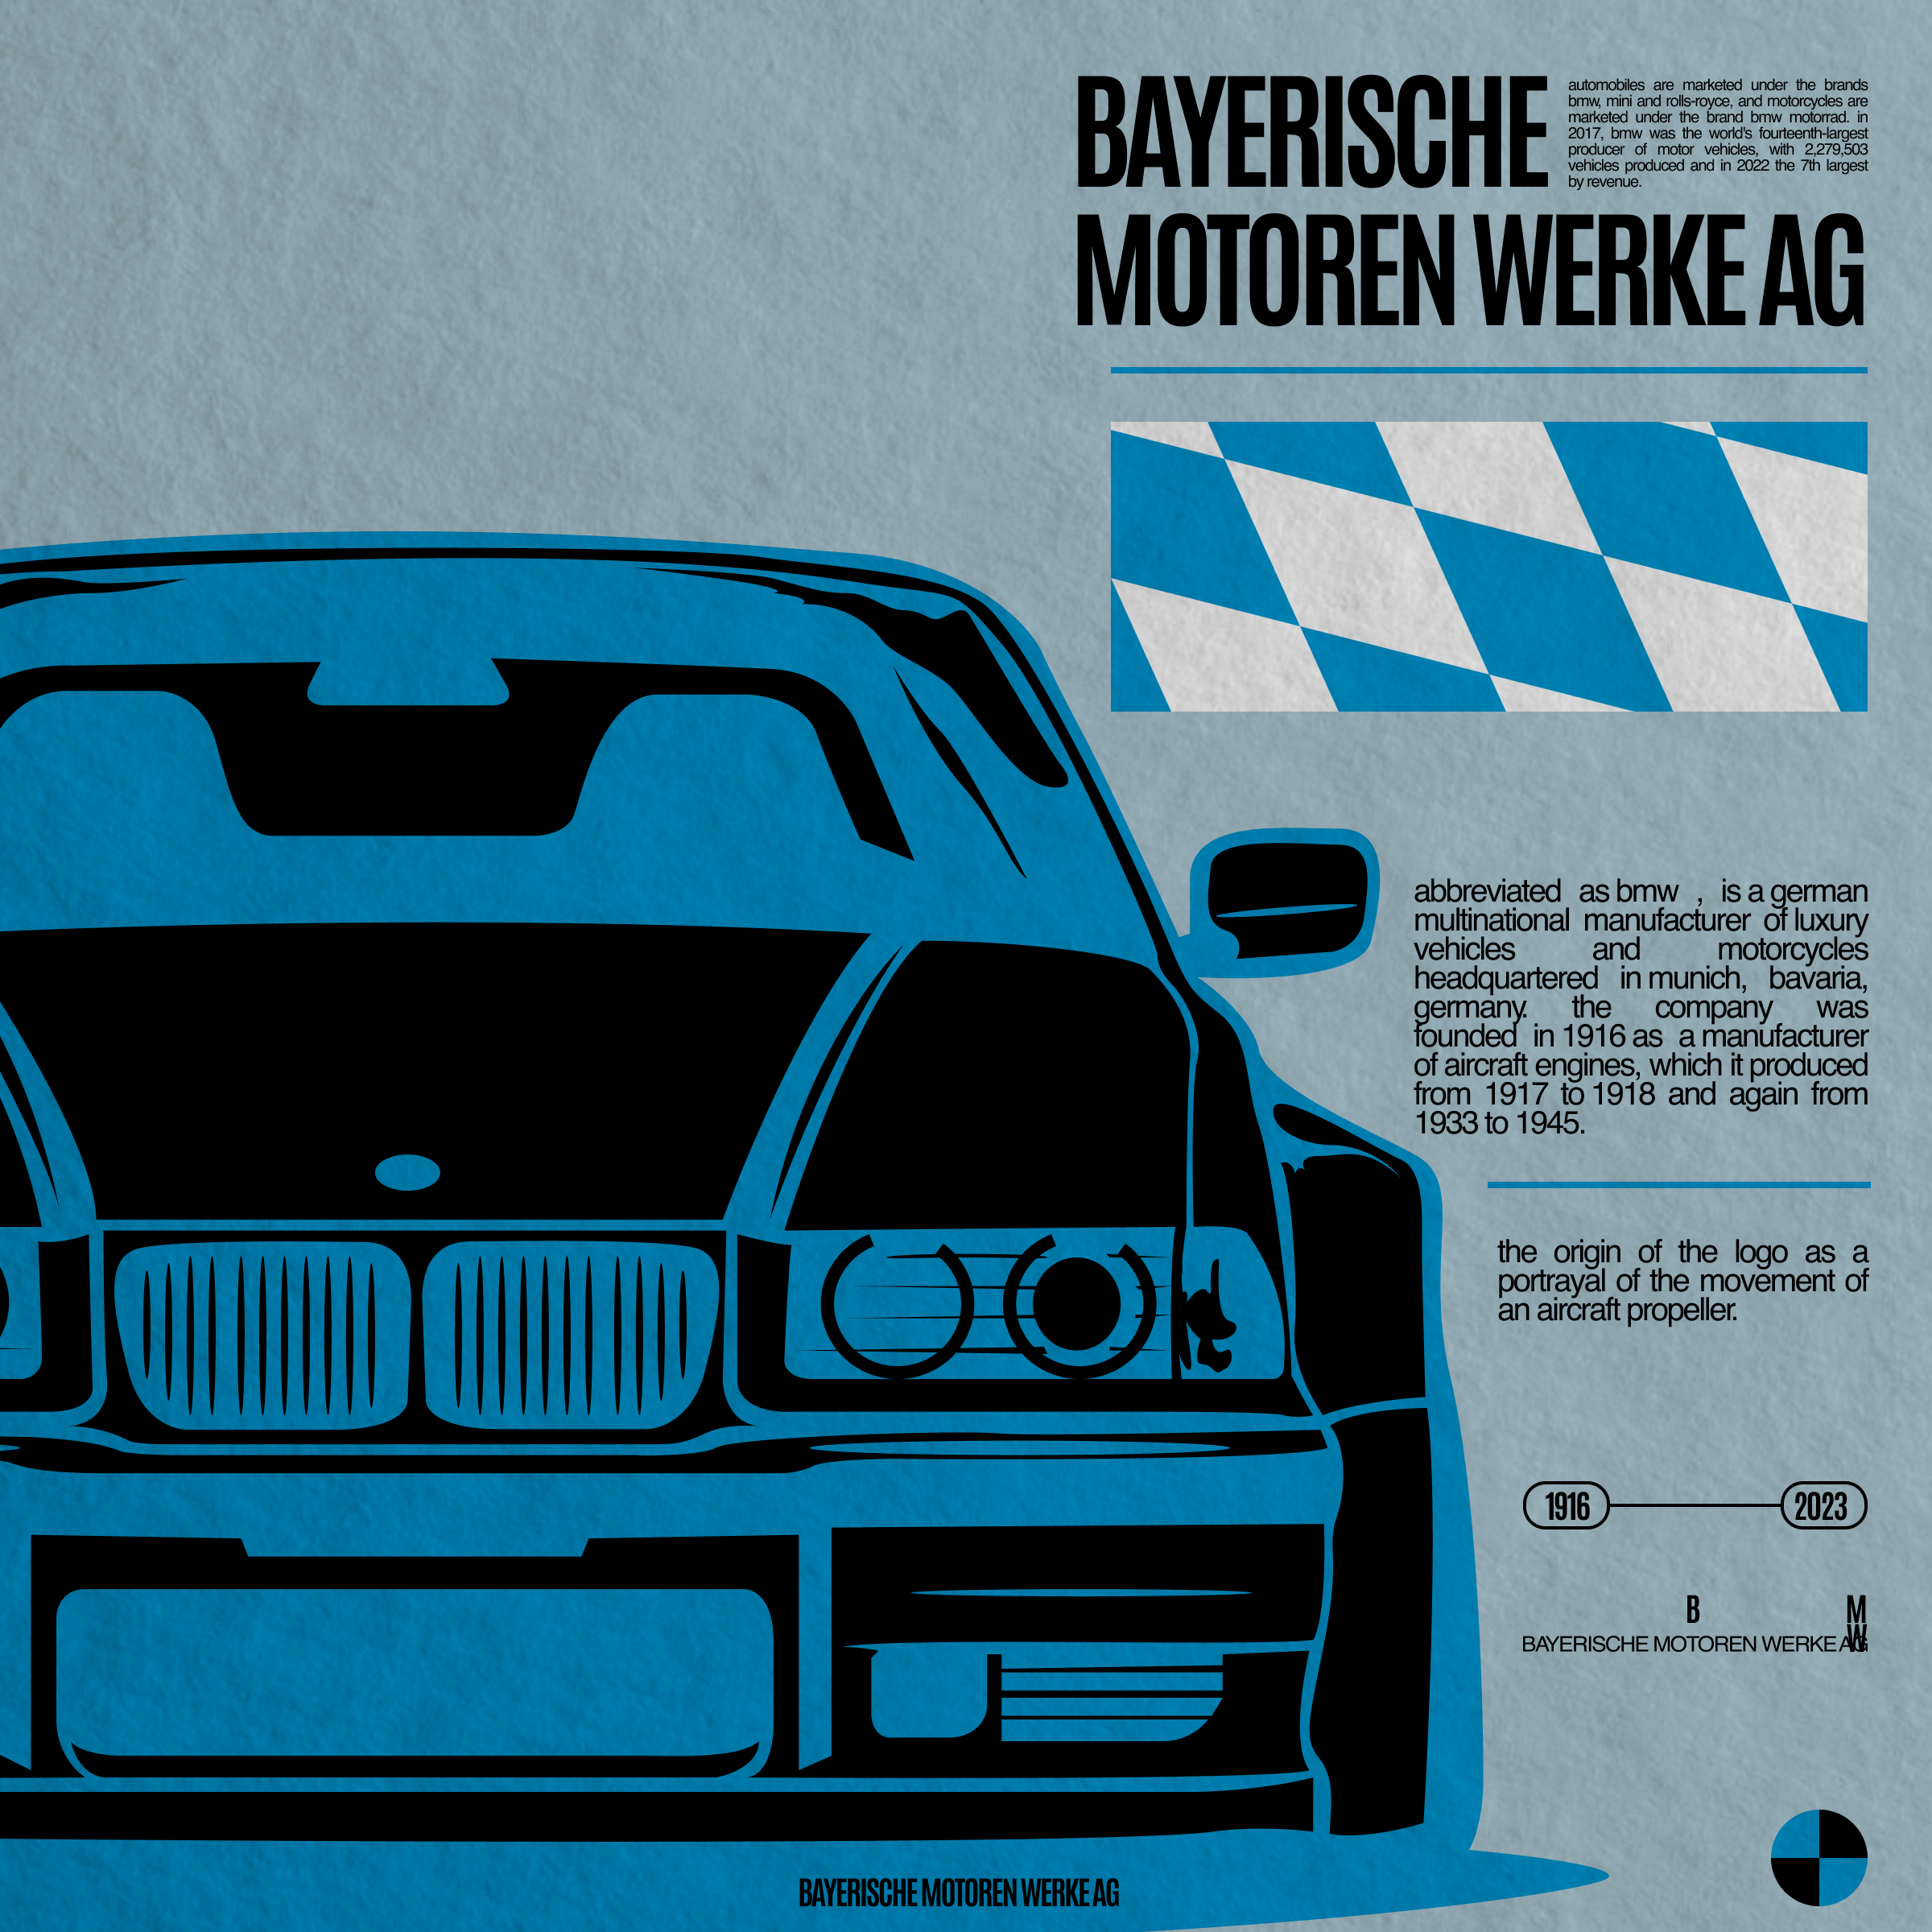 BAYERISCHE
automobiles are marketed under the brands
bmw, mini and rolls-royce, and motorcycles are
marketed under the brand bmw motorrad. in
2017, bmw was the world's fourteenth-largest
producer of motor vehicles, with 2,279,503
vehicles produced and in 2022 the 7th largest
by revenue.
MOTOREN WERKE AG
abbreviated as bmw , is a german
multinational manufacturer of luxury
vehicles and motorcycles
headquartered in munich, bavaria,
germany. the company was
founded in 1916 as a manufacturer
of aircraft engines, which it produced
from 1917 to 1918 and again from
1933 to 1945.
the origin of the logo as a
portrayal of the movement of
an aircraft propeller.
1916 2023
B M
W
BAYERISCHE MOTOREN WERKE AG
BAYERISCHE MOTOREN WERKE AG